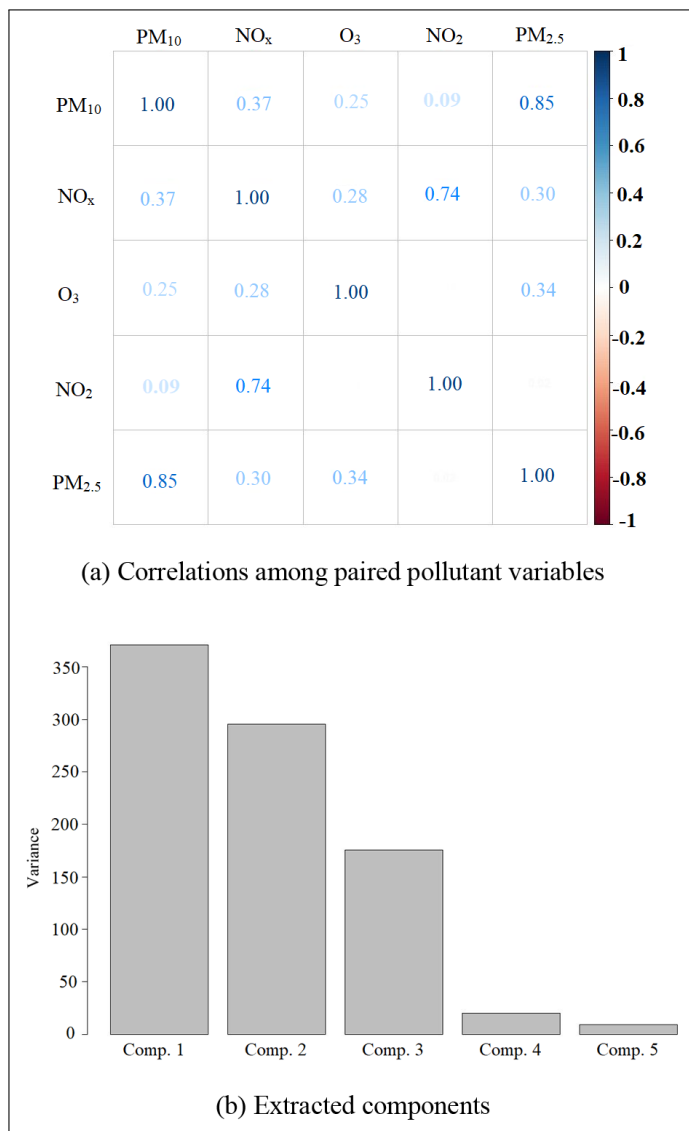 PM₁₀ NOₓ O₃ NO₂ PM₂.₅
PM₁₀ 1.00 0.37 0.25 0.09 0.85
NOₓ 0.37 1.00 0.28 0.74 0.30
O₃ 0.25 0.28 1.00 0.34
NO₂ 0.09 0.74 1.00
PM₂.₅ 0.85 0.30 0.34 1.00
1
0.8
0.6
0.4
0.2
0
-0.2
-0.4
-0.6
-0.8
-1
(a) Correlations among paired pollutant variables
Variance
350
300
250
200
150
100
50
0
Comp. 1 Comp. 2 Comp. 3 Comp. 4 Comp. 5
(b) Extracted components